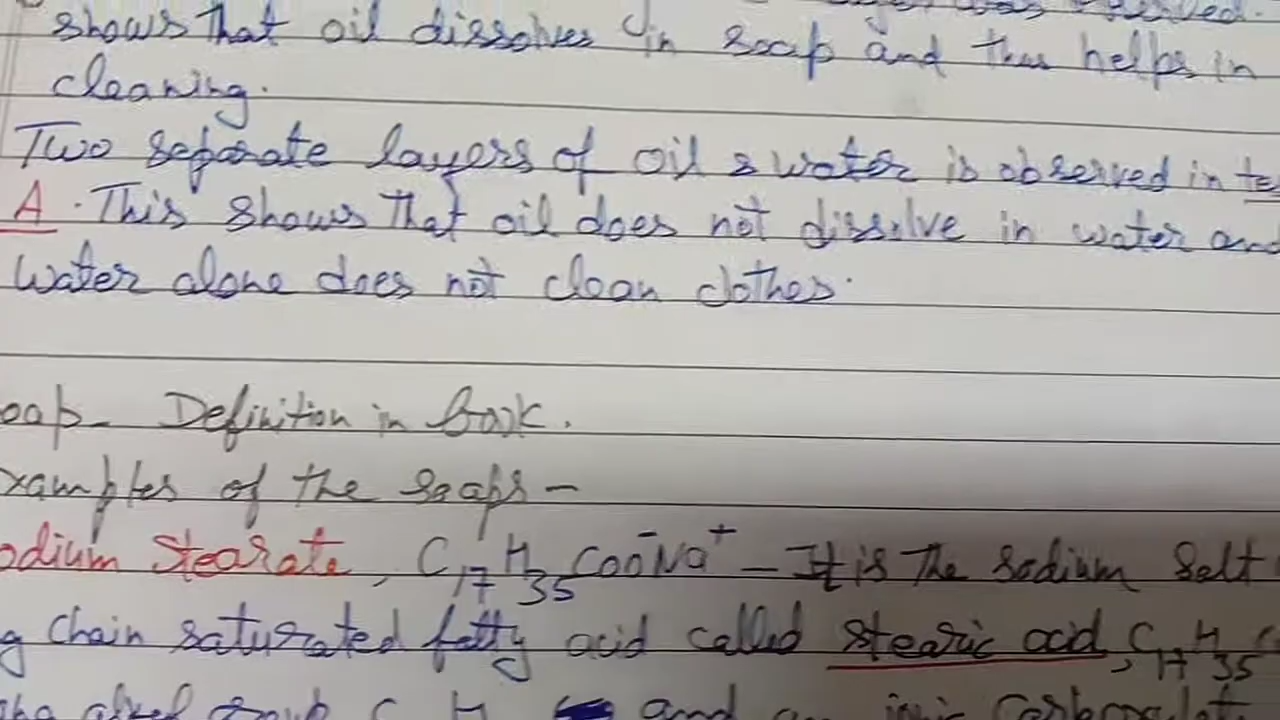 shows that oil dissolves in soap and thus helps in
cleaning.
Two separate layers of oil & water is observed in te
A. This shows that oil does not dissolve in water and
water alone does not clean clothes.
oap - Definition in book.
xamples of the soaps -
odium Stearate, C17H35COO⁻Na⁺ - It is the sodium salt
g chain saturated fatty acid called stearic acid, C17H35
and